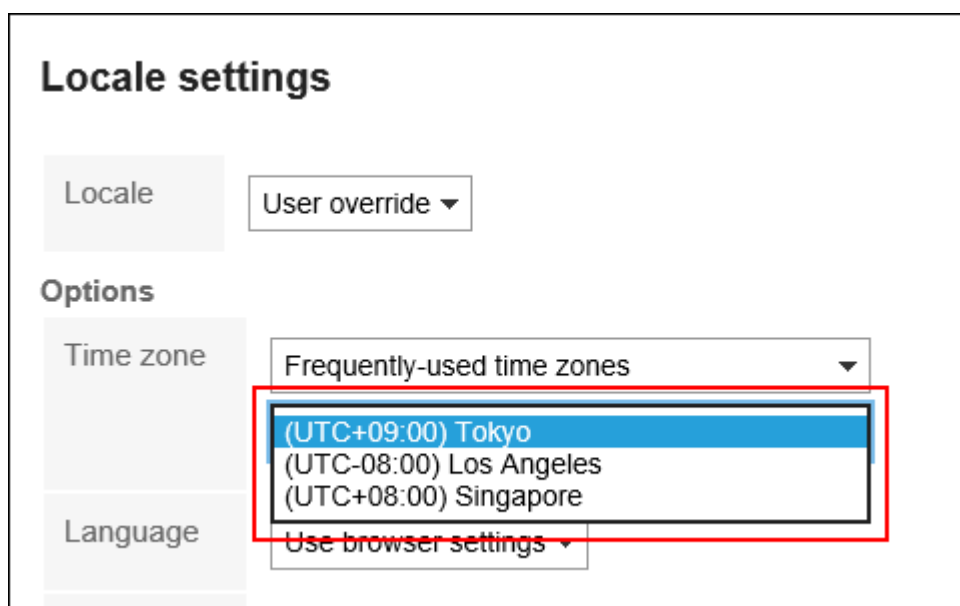 Locale settings
Locale
User override
Options
Time zone
Frequently-used time zones
(UTC+09:00) Tokyo
(UTC-08:00) Los Angeles
(UTC+08:00) Singapore
Language
Use browser settings